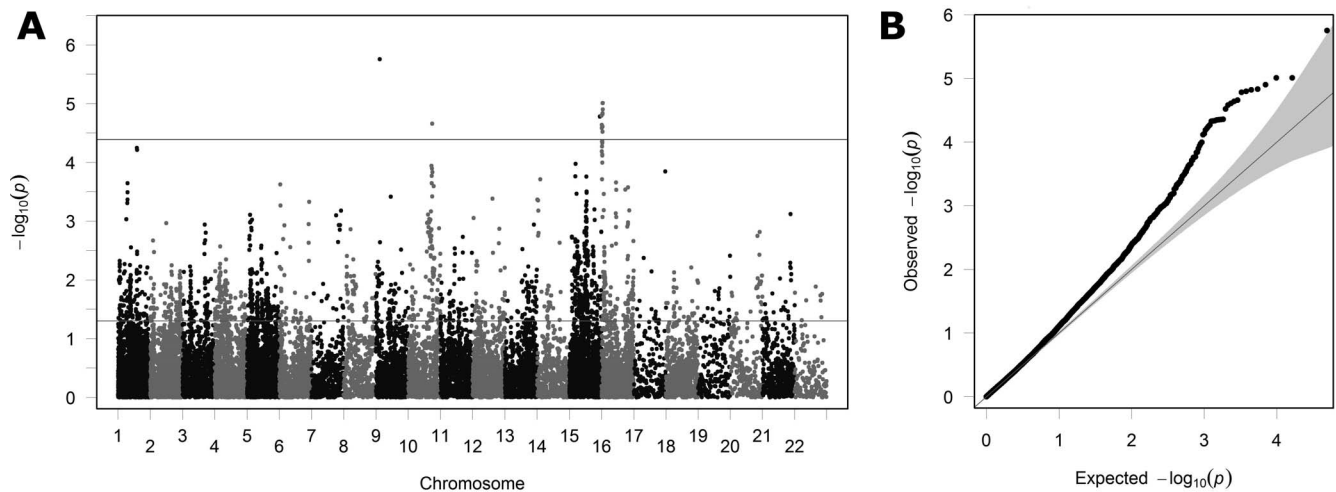 A
6
5
4
3
2
1
0
−log₁₀(p)
1 2 3 4 5 6 7 8 9 10 11 12 13 14 15 16 17 18 19 20 21 22
Chromosome
B
6
5
4
3
2
1
0
Observed −log₁₀(p)
0 1 2 3 4
Expected −log₁₀(p)